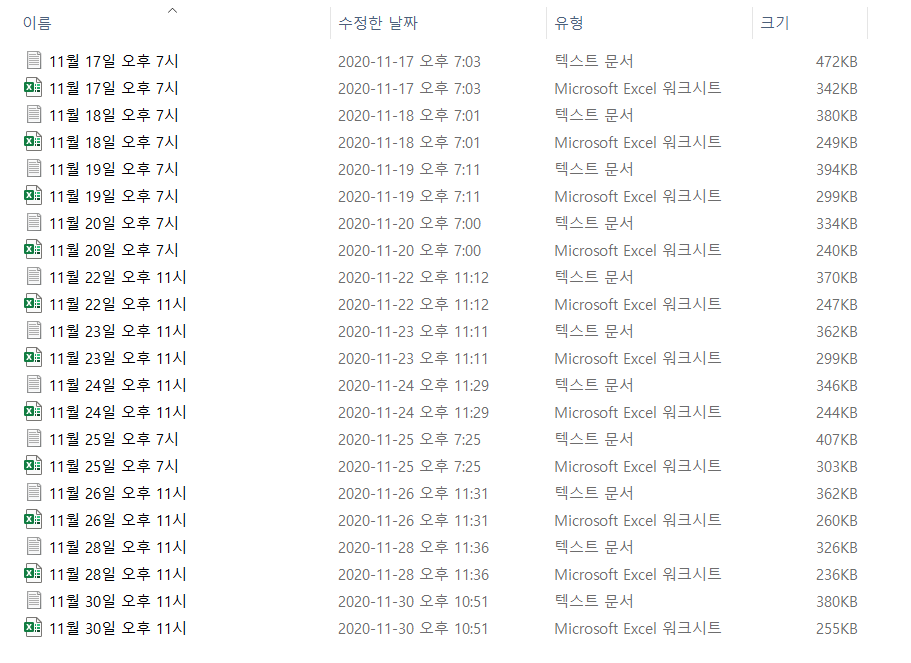 이름 수정한 날짜 유형 크기
11월 17일 오후 7시 2020-11-17 오후 7:03 텍스트 문서 472KB
11월 17일 오후 7시 2020-11-17 오후 7:03 Microsoft Excel 워크시트 342KB
11월 18일 오후 7시 2020-11-18 오후 7:01 텍스트 문서 380KB
11월 18일 오후 7시 2020-11-18 오후 7:01 Microsoft Excel 워크시트 249KB
11월 19일 오후 7시 2020-11-19 오후 7:11 텍스트 문서 394KB
11월 19일 오후 7시 2020-11-19 오후 7:11 Microsoft Excel 워크시트 299KB
11월 20일 오후 7시 2020-11-20 오후 7:00 텍스트 문서 334KB
11월 20일 오후 7시 2020-11-20 오후 7:00 Microsoft Excel 워크시트 240KB
11월 22일 오후 11시 2020-11-22 오후 11:12 텍스트 문서 370KB
11월 22일 오후 11시 2020-11-22 오후 11:12 Microsoft Excel 워크시트 247KB
11월 23일 오후 11시 2020-11-23 오후 11:11 텍스트 문서 362KB
11월 23일 오후 11시 2020-11-23 오후 11:11 Microsoft Excel 워크시트 299KB
11월 24일 오후 11시 2020-11-24 오후 11:29 텍스트 문서 346KB
11월 24일 오후 11시 2020-11-24 오후 11:29 Microsoft Excel 워크시트 244KB
11월 25일 오후 7시 2020-11-25 오후 7:25 텍스트 문서 407KB
11월 25일 오후 7시 2020-11-25 오후 7:25 Microsoft Excel 워크시트 303KB
11월 26일 오후 11시 2020-11-26 오후 11:31 텍스트 문서 362KB
11월 26일 오후 11시 2020-11-26 오후 11:31 Microsoft Excel 워크시트 260KB
11월 28일 오후 11시 2020-11-28 오후 11:36 텍스트 문서 326KB
11월 28일 오후 11시 2020-11-28 오후 11:36 Microsoft Excel 워크시트 236KB
11월 30일 오후 11시 2020-11-30 오후 10:51 텍스트 문서 380KB
11월 30일 오후 11시 2020-11-30 오후 10:51 Microsoft Excel 워크시트 255KB